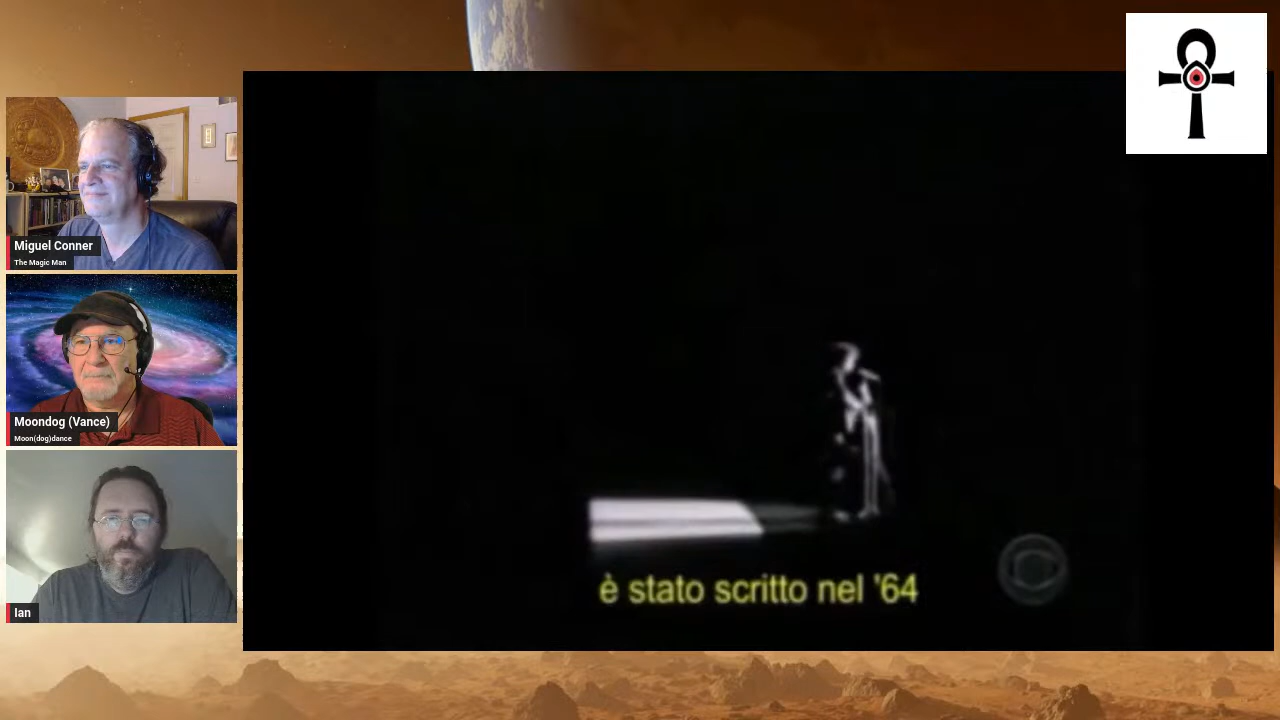 Miguel Conner
The Magic Man
Moondog (Vance)
Moon(dog)dance
Ian
è stato scritto nel '64